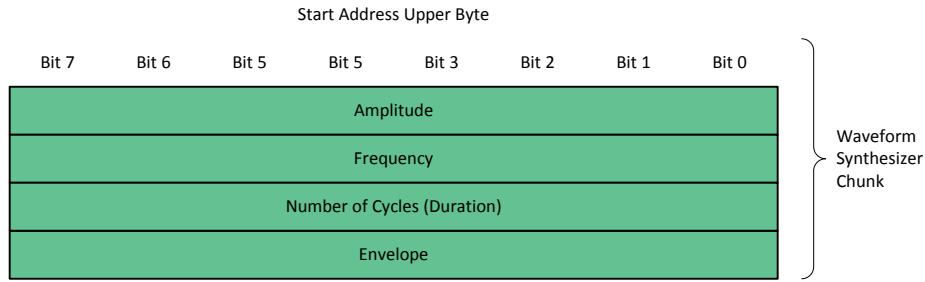 Start Address Upper Byte
Bit 7 Bit 6 Bit 5 Bit 5 Bit 3 Bit 2 Bit 1 Bit 0
Amplitude
Frequency
Number of Cycles (Duration)
Envelope
Waveform
Synthesizer
Chunk